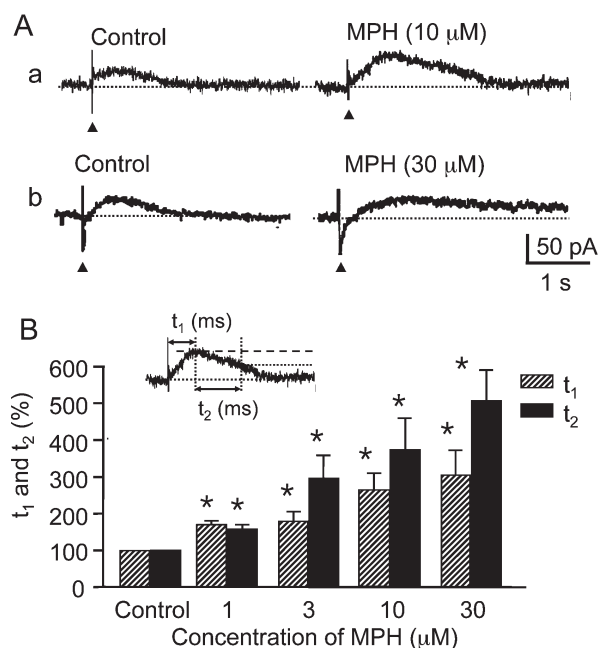 A
Control
MPH (10 μM)
a
Control
MPH (30 μM)
b
50 pA
1 s
B
t1 (ms)
t2 (ms)
t1
t2
t1 and t2 (%)
600
500
400
300
200
100
0
* * * * * * * *
Control 1 3 10 30
Concentration of MPH (μM)